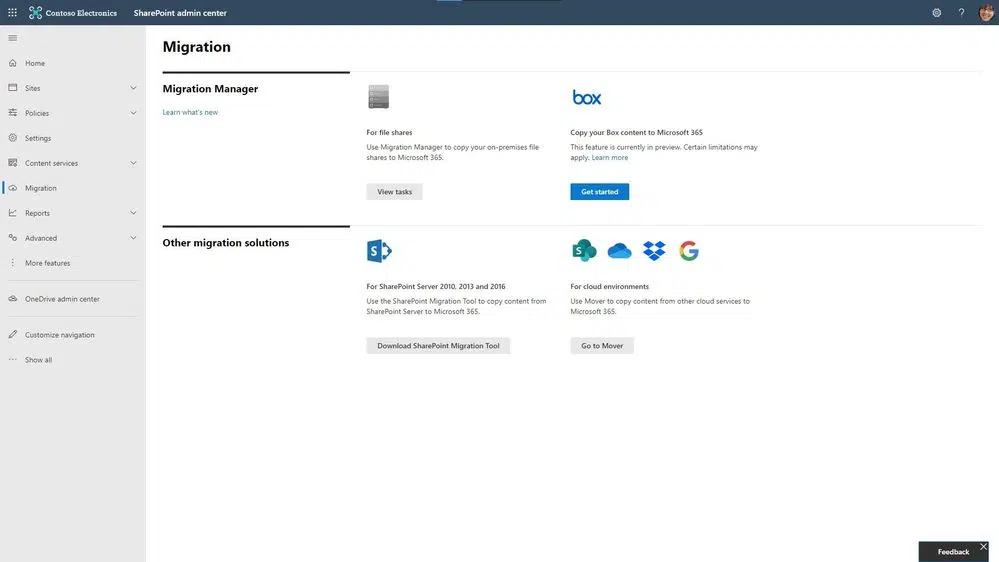 Contoso Electronics SharePoint admin center
Home
Sites
Policies
Settings
Content services
Migration
Reports
Advanced
More features
OneDrive admin center
Customize navigation
Show all
Migration
Migration Manager
Learn what's new
For file shares
Use Migration Manager to copy your on-premises file
shares to Microsoft 365.
View tasks
box
Copy your Box content to Microsoft 365
This feature is currently in preview. Certain limitations may
apply. Learn more
Get started
Other migration solutions
S
For SharePoint Server 2010, 2013 and 2016
Use the SharePoint Migration Tool to copy content from
SharePoint Server to Microsoft 365.
Download SharePoint Migration Tool
S G
For cloud environments
Use Mover to copy content from other cloud services to
Microsoft 365.
Go to Mover
Feedback